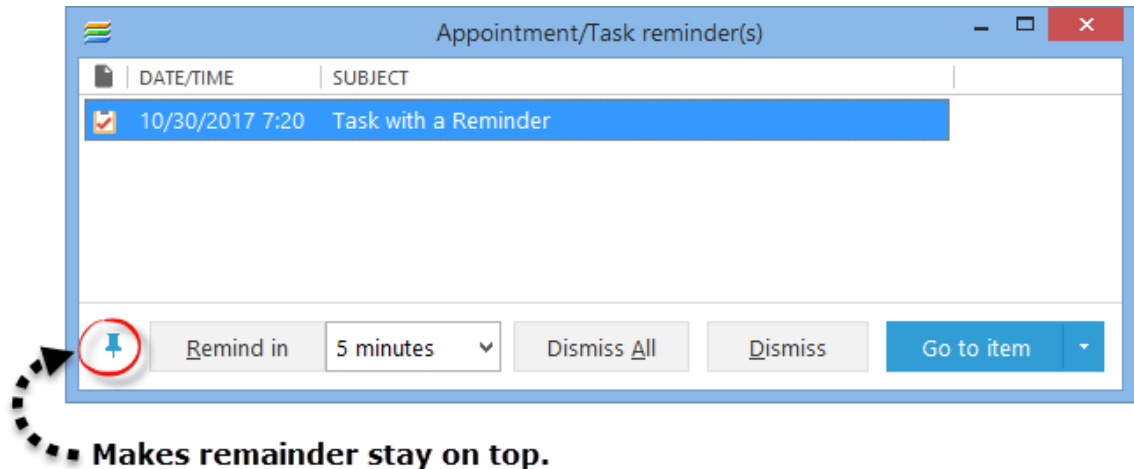 Appointment/Task reminder(s)
DATE/TIME SUBJECT
10/30/2017 7:20 Task with a Reminder
Remind in 5 minutes Dismiss All Dismiss Go to item
Makes remainder stay on top.